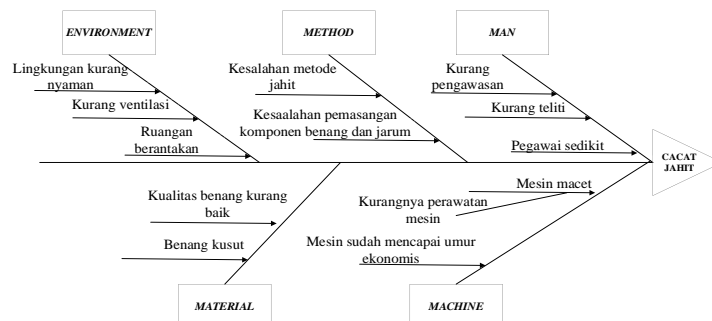 ENVIRONMENT
METHOD
MAN
Lingkungan kurang
nyaman
Kurang ventilasi
Ruangan
berantakan
Kesalahan metode
jahit
Kesaalahan pemasangan
komponen benang dan jarum
Kurang
pengawasan
Kurang teliti
Pegawai sedikit
CACAT
JAHIT
Kualitas benang kurang
baik
Benang kusut
Mesin macet
Kurangnya perawatan
mesin
Mesin sudah mencapai umur
ekonomis
MATERIAL
MACHINE